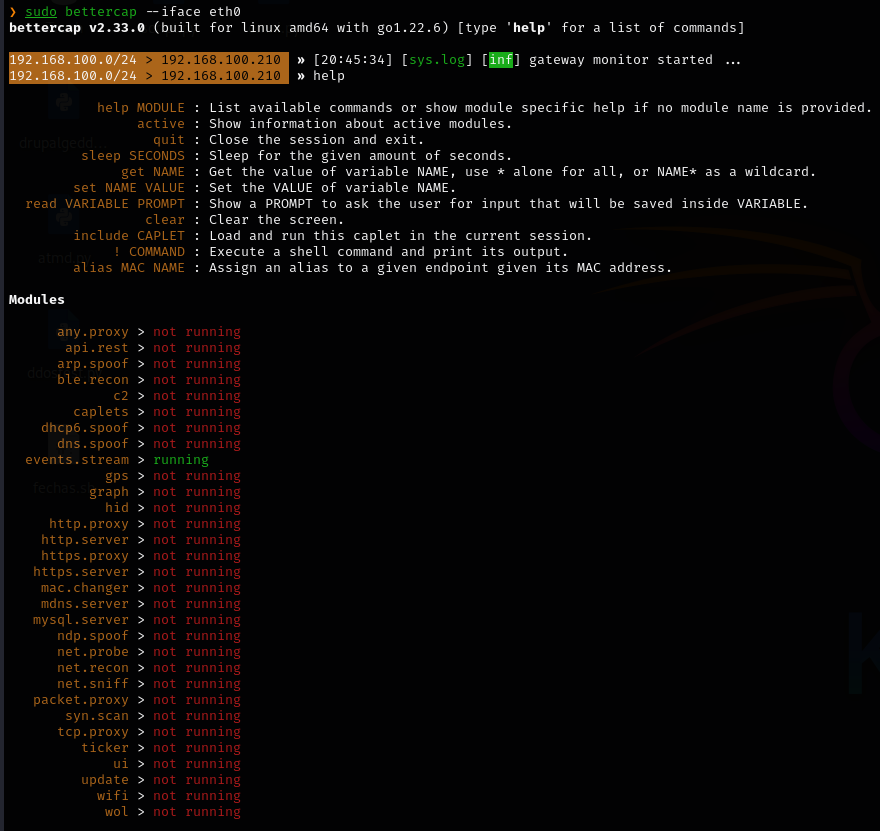 ❯ sudo bettercap --iface eth0
bettercap v2.33.0 (built for linux amd64 with go1.22.6) [type 'help' for a list of commands]
192.168.100.0/24 > 192.168.100.210 » [20:45:34] [sys.log] [inf] gateway monitor started ...
192.168.100.0/24 > 192.168.100.210 » help
help MODULE : List available commands or show module specific help if no module name is provided.
active : Show information about active modules.
quit : Close the session and exit.
sleep SECONDS : Sleep for the given amount of seconds.
get NAME : Get the value of variable NAME, use * alone for all, or NAME* as a wildcard.
set NAME VALUE : Set the VALUE of variable NAME.
read VARIABLE PROMPT : Show a PROMPT to ask the user for input that will be saved inside VARIABLE.
clear : Clear the screen.
include CAPLET : Load and run this caplet in the current session.
! COMMAND : Execute a shell command and print its output.
alias MAC NAME : Assign an alias to a given endpoint given its MAC address.
Modules
any.proxy > not running
api.rest > not running
arp.spoof > not running
ble.recon > not running
c2 > not running
caplets > not running
dhcp6.spoof > not running
dns.spoof > not running
events.stream > running
gps > not running
graph > not running
hid > not running
http.proxy > not running
http.server > not running
https.proxy > not running
https.server > not running
mac.changer > not running
mdns.server > not running
mysql.server > not running
ndp.spoof > not running
net.probe > not running
net.recon > not running
net.sniff > not running
packet.proxy > not running
syn.scan > not running
tcp.proxy > not running
ticker > not running
ui > not running
update > not running
wifi > not running
wol > not running